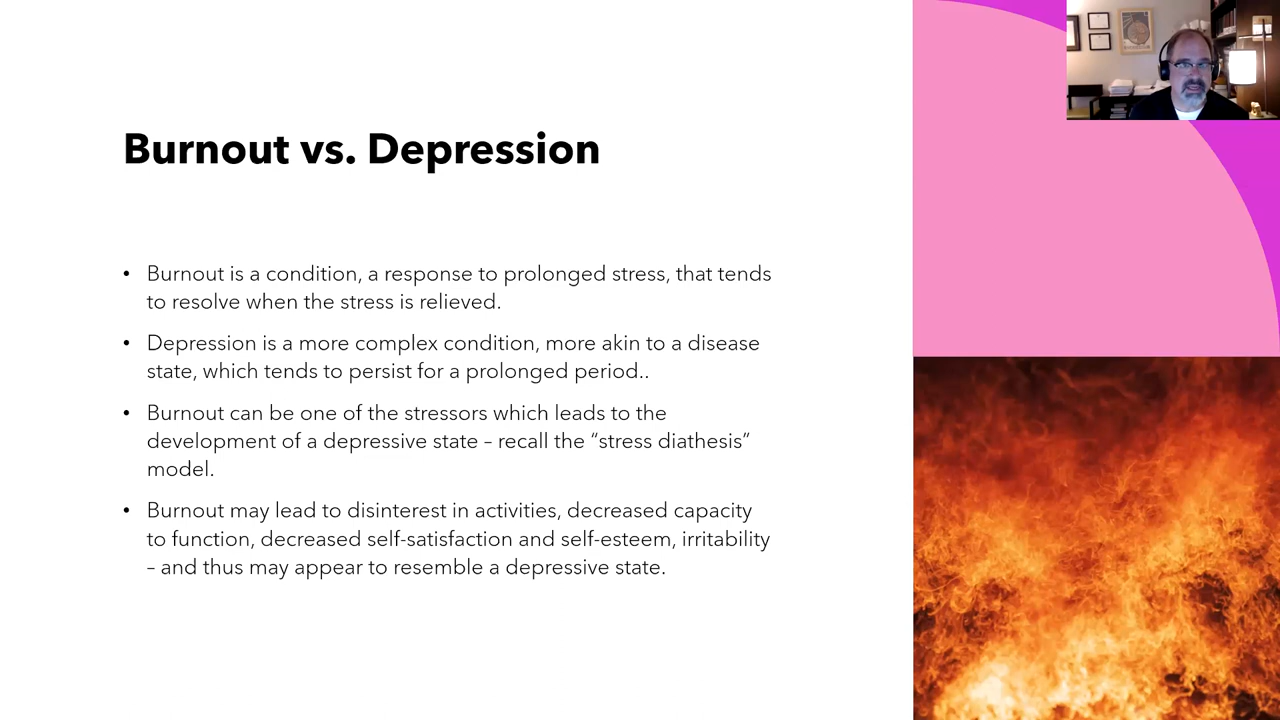 Burnout vs. Depression
• Burnout is a condition, a response to prolonged stress, that tends
to resolve when the stress is relieved.
• Depression is a more complex condition, more akin to a disease
state, which tends to persist for a prolonged period..
• Burnout can be one of the stressors which leads to the
development of a depressive state – recall the “stress diathesis”
model.
• Burnout may lead to disinterest in activities, decreased capacity
to function, decreased self-satisfaction and self-esteem, irritability
– and thus may appear to resemble a depressive state.